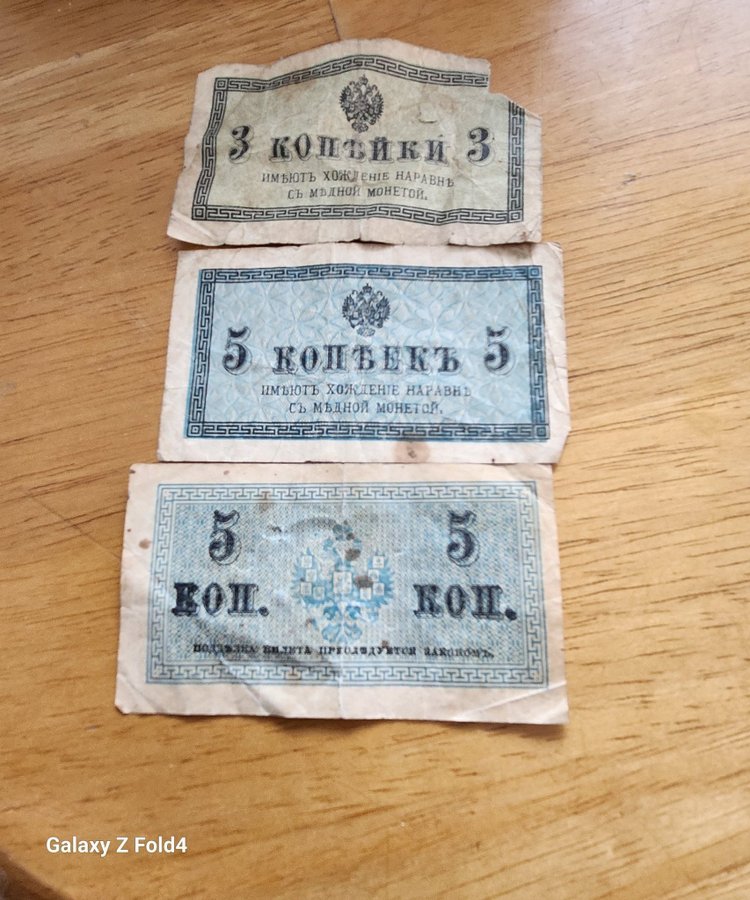 3 КОПѢЙКИ 3
ИМѢЮТЪ ХОЖДЕНІЕ НАРАВНѢ
СЪ МѢДНОЙ МОНЕТОЙ.
5 КОПѢЕКЪ 5
ИМѢЮТЪ ХОЖДЕНІЕ НАРАВНѢ
СЪ МѢДНОЙ МОНЕТОЙ.
5 5
КОП. КОП.
ПОДДѢЛКА БИЛЕТА ПРЕСЛѢДУЕТСЯ ЗАКОНОМЪ.
Galaxy Z Fold4